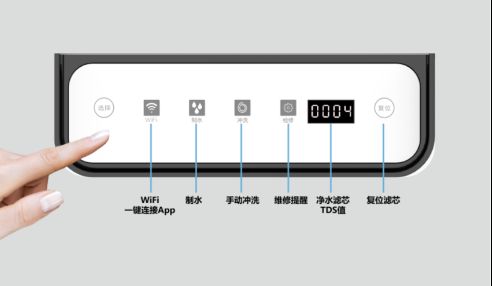 选择
WiFi
制水
冲洗
检修
0004
复位
WiFi
一键连接App
制水
手动冲洗
维修提醒
净水滤芯
TDS值
复位滤芯